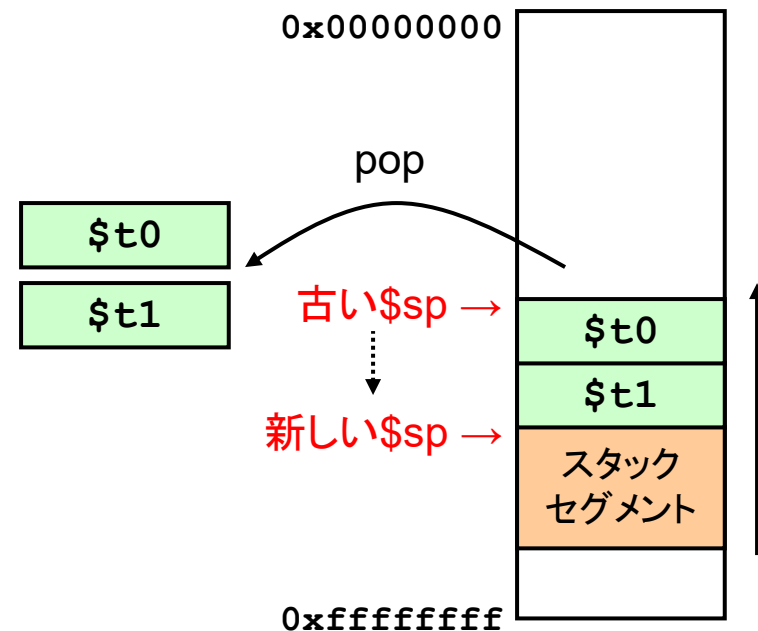 0x00000000
pop
$t0
$t1
古い$sp →
$t0
$t1
新しい$sp →
スタック
セグメント
0xffffffff